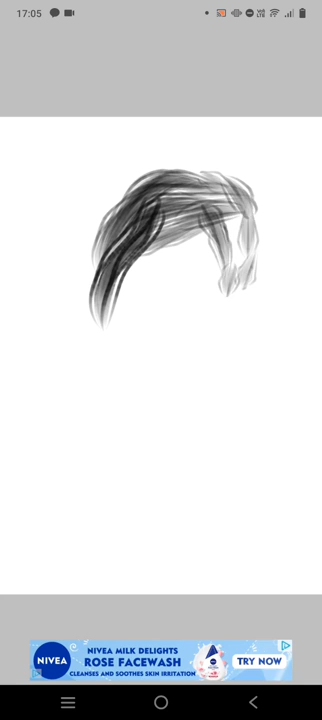 17:05
NIVEA
NIVEA MILK DELIGHTS
ROSE FACEWASH
CLEANSES AND SOOTHES SKIN IRRITATION
TRY NOW